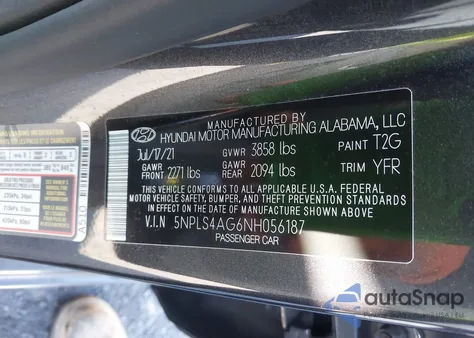 MANUFACTURED BY
HYUNDAI MOTOR MANUFACTURING ALABAMA, LLC
Jul/17/21 GVWR 3858 lbs PAINT T2G
GAWR FRONT 2271 lbs GAWR REAR 2094 lbs TRIM YFR
THIS VEHICLE CONFORMS TO ALL APPLICABLE U.S.A. FEDERAL
MOTOR VEHICLE SAFETY, BUMPER, AND THEFT PREVENTION
STANDARDS IN EFFECT ON THE DATE OF MANUFACTURE SHOWN ABOVE.
V.I.N 5NPLS4AG6NH056187
PASSENGER CAR
autaSnap